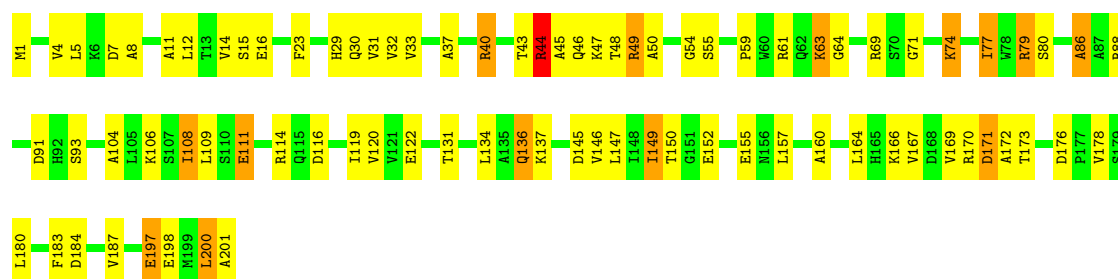 M1 V4 L5 K6 D7 A8 A11 L12 T13 V14 S15 E16 F23 H29 Q30 V31 V32 V33 A37 R40 T43 R44 A45 Q46 K47 T48 R49 A50 G54 S55 P59 W60 R61 Q62 K63 G64 R69 S70 G71 K74 I77 W78 R79 S80 A86 A87 R88
D91 H92 S93 A104 L105 K106 S107 I108 L109 S110 E111 R114 Q115 D116 I119 V120 V121 E122 T131 L134 A135 Q136 K137 D145 V146 L147 I148 I149 T150 G151 E152 E155 N156 L157 A160 L164 H165 K166 V167 D168 V169 R170 D171 A172 T173 D176 P177 V178 S179
L180 F183 D184 V187 E197 E198 M199 L200 A201